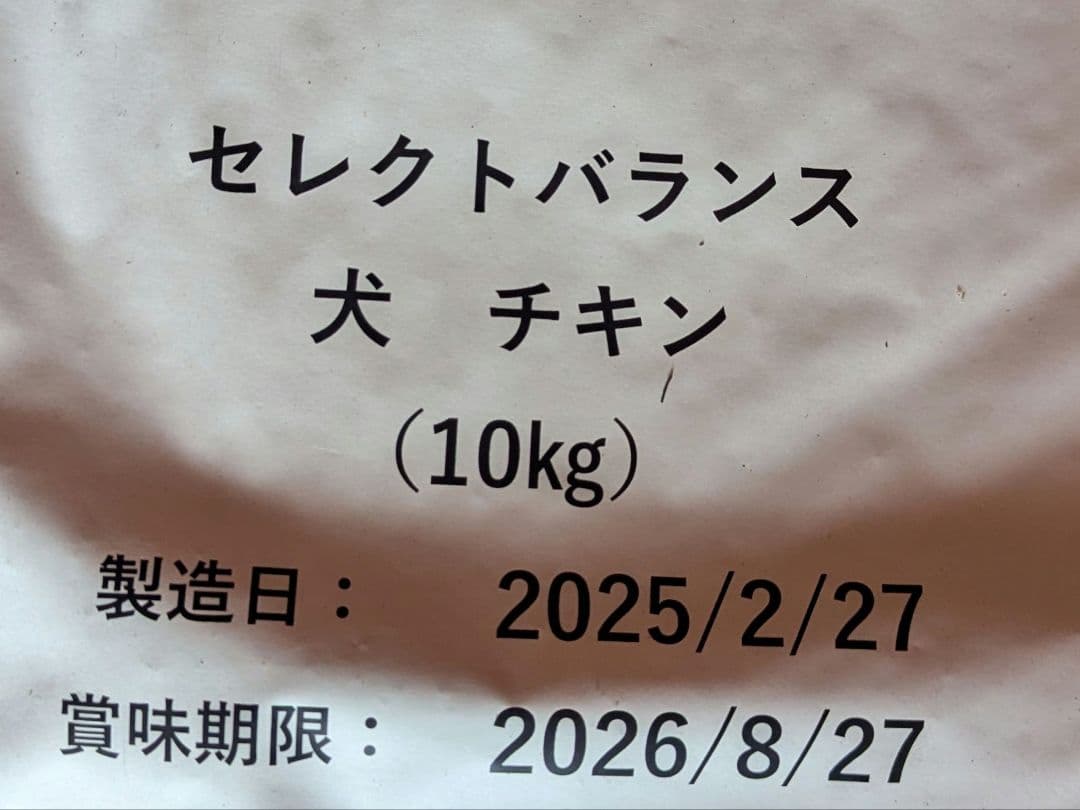 セレクトバランス
犬　チキン
（10kg）
製造日：　2025/2/27
賞味期限：　2026/8/27